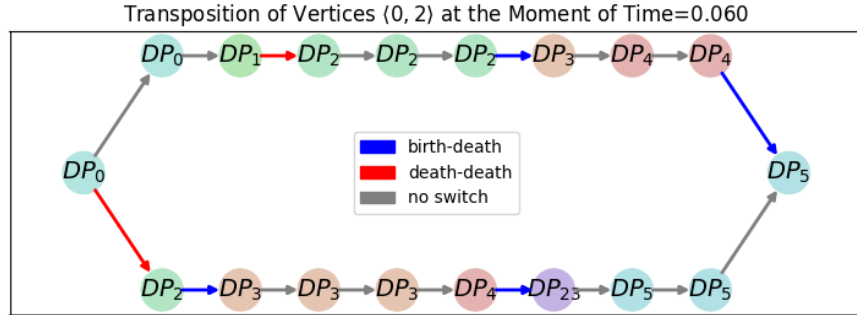 Transposition of Vertices ⟨0, 2⟩ at the Moment of Time=0.060
DP₀ DP₁ DP₂ DP₂ DP₂ DP₃ DP₄ DP₄
birth-death
death-death
no switch
DP₀ DP₅
DP₂ DP₃ DP₃ DP₃ DP₄ DP₂₃ DP₅ DP₅